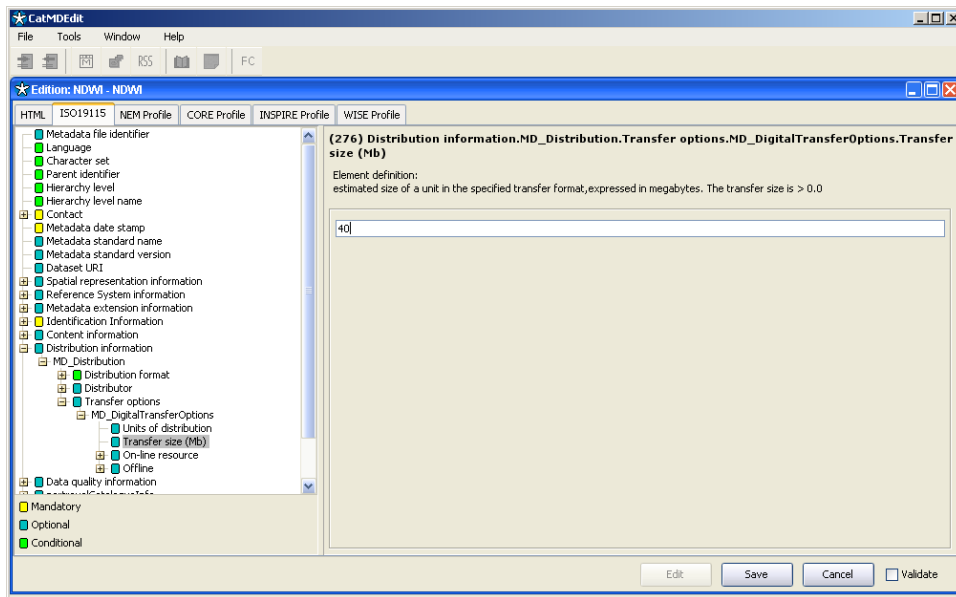 CatMDEdit
File Tools Window Help
RSS FC
Edition: NDWI - NDWI
HTML ISO19115 NEM Profile CORE Profile INSPIRE Profile WISE Profile
Metadata file identifier
Language
Character set
Parent identifier
Hierarchy level
Hierarchy level name
Contact
Metadata date stamp
Metadata standard name
Metadata standard version
Dataset URI
Spatial representation information
Reference System information
Metadata extension information
Identification Information
Content information
Distribution information
MD_Distribution
Distribution format
Distributor
Transfer options
MD_DigitalTransferOptions
Units of distribution
Transfer size (Mb)
On-line resource
Offline
Data quality information
Mandatory
Optional
Conditional
(276) Distribution information.MD_Distribution.Transfer options.MD_DigitalTransferOptions.Transfer
size (Mb)
Element definition:
estimated size of a unit in the specified transfer format,expressed in megabytes. The transfer size is > 0.0
40
Edit Save Cancel Validate